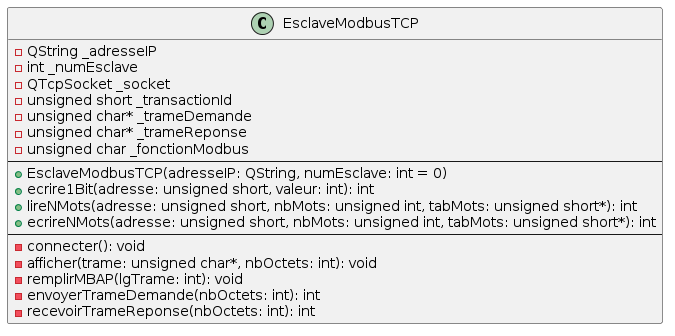 C EsclaveModbusTCP
QString _adresseIP
int _numEsclave
QTcpSocket _socket
unsigned short _transactionId
unsigned char* _trameDemande
unsigned char* _trameReponse
unsigned char _fonctionModbus
EsclaveModbusTCP(adresseIP: QString, numEsclave: int = 0)
ecrire1Bit(adresse: unsigned short, valeur: int): int
lireNMots(adresse: unsigned short, nbMots: unsigned int, tabMots: unsigned short*): int
ecrireNMots(adresse: unsigned short, nbMots: unsigned int, tabMots: unsigned short*): int
connecter(): void
afficher(trame: unsigned char*, nbOctets: int): void
remplirMBAP(lgTrame: int): void
envoyerTrameDemande(nbOctets: int): int
recevoirTrameReponse(nbOctets: int): int